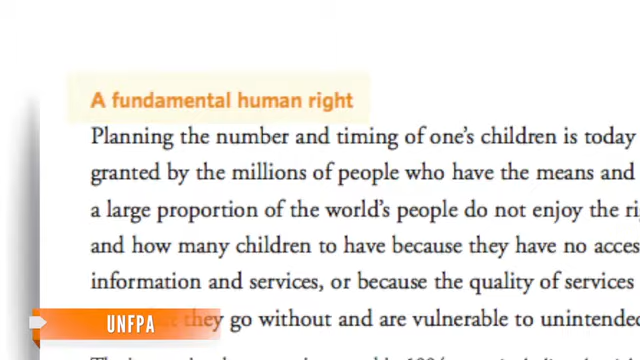 A fundamental human right
Planning the number and timing of one's children is today
granted by the millions of people who have the means and
a large proportion of the world's people do not enjoy the
and how many children to have because they have no
information and services, or because the quality of services
they go without and are vulnerable to
UNFPA